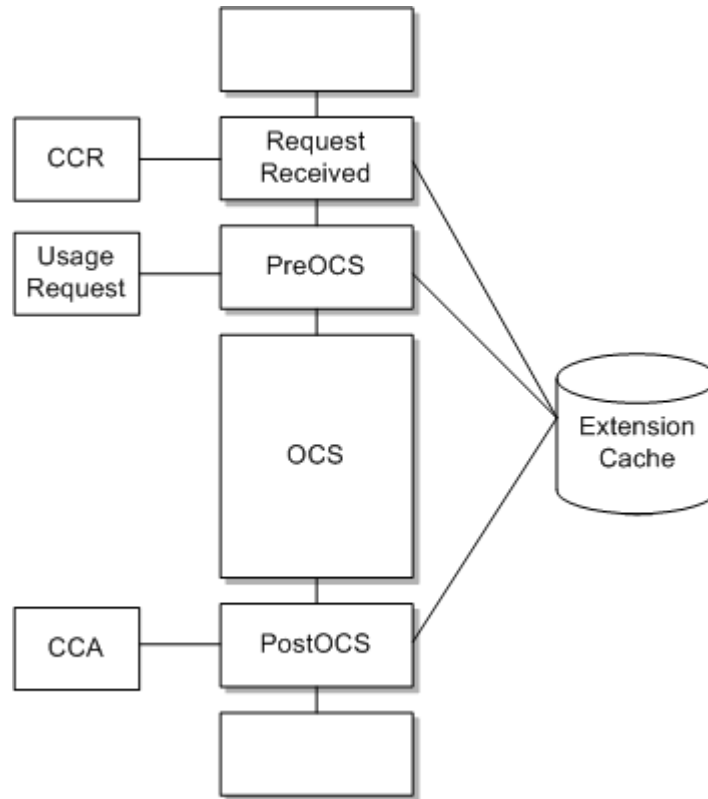 CCR
Request
Received
Usage
Request
PreOCS
OCS
Extension
Cache
CCA
PostOCS